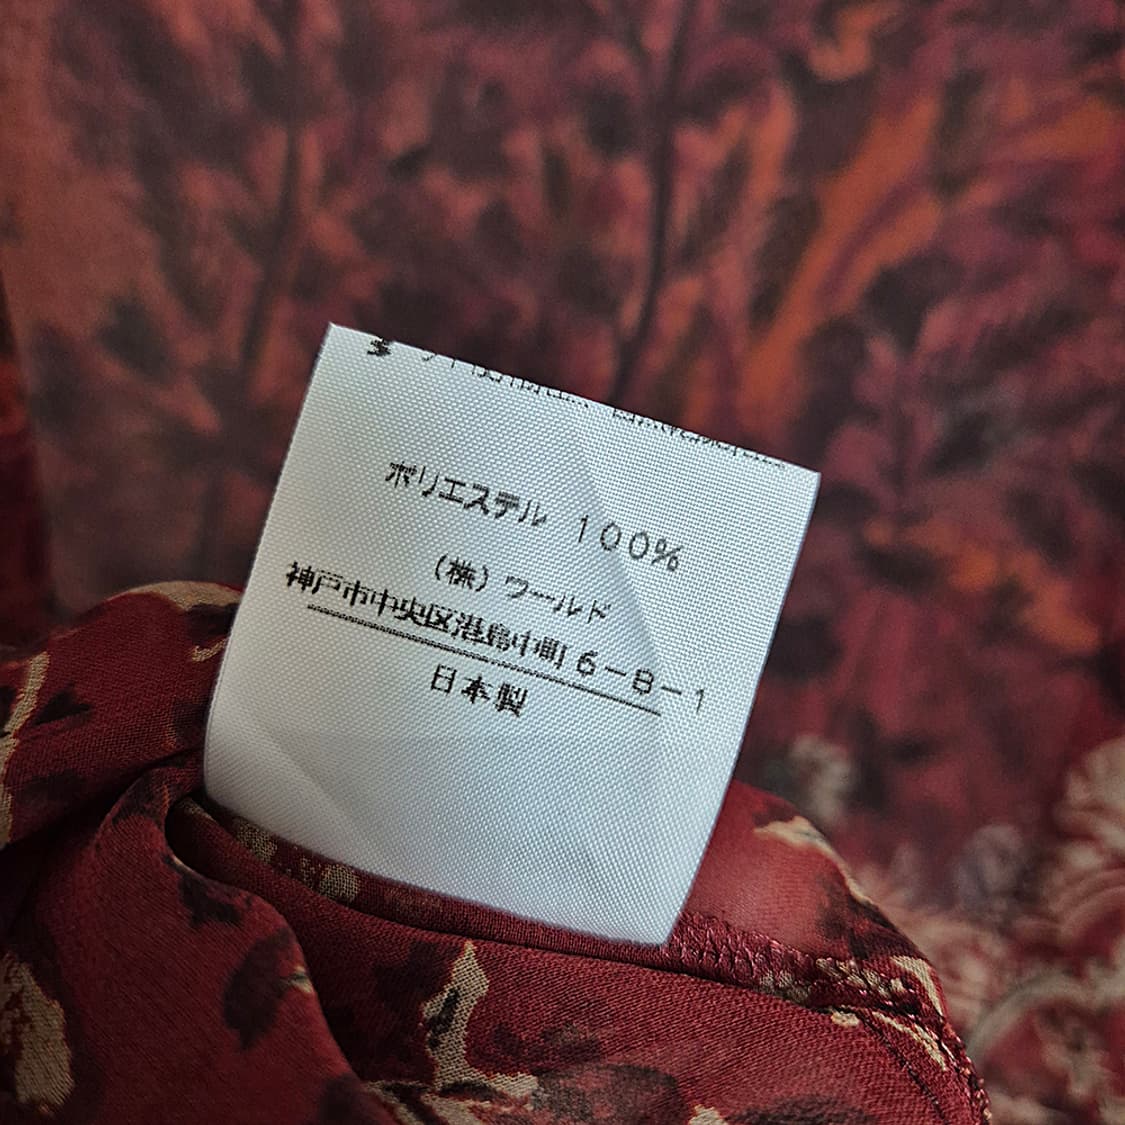 ポリエステル 100%
(株)ワールド
神戸市中央区港島中町6-8-1
日本製